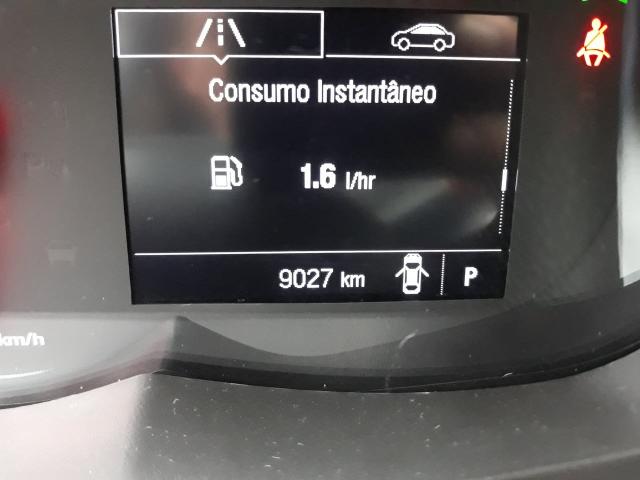 Consumo Instantâneo
1.6 l/hr
9027 km P
km/h